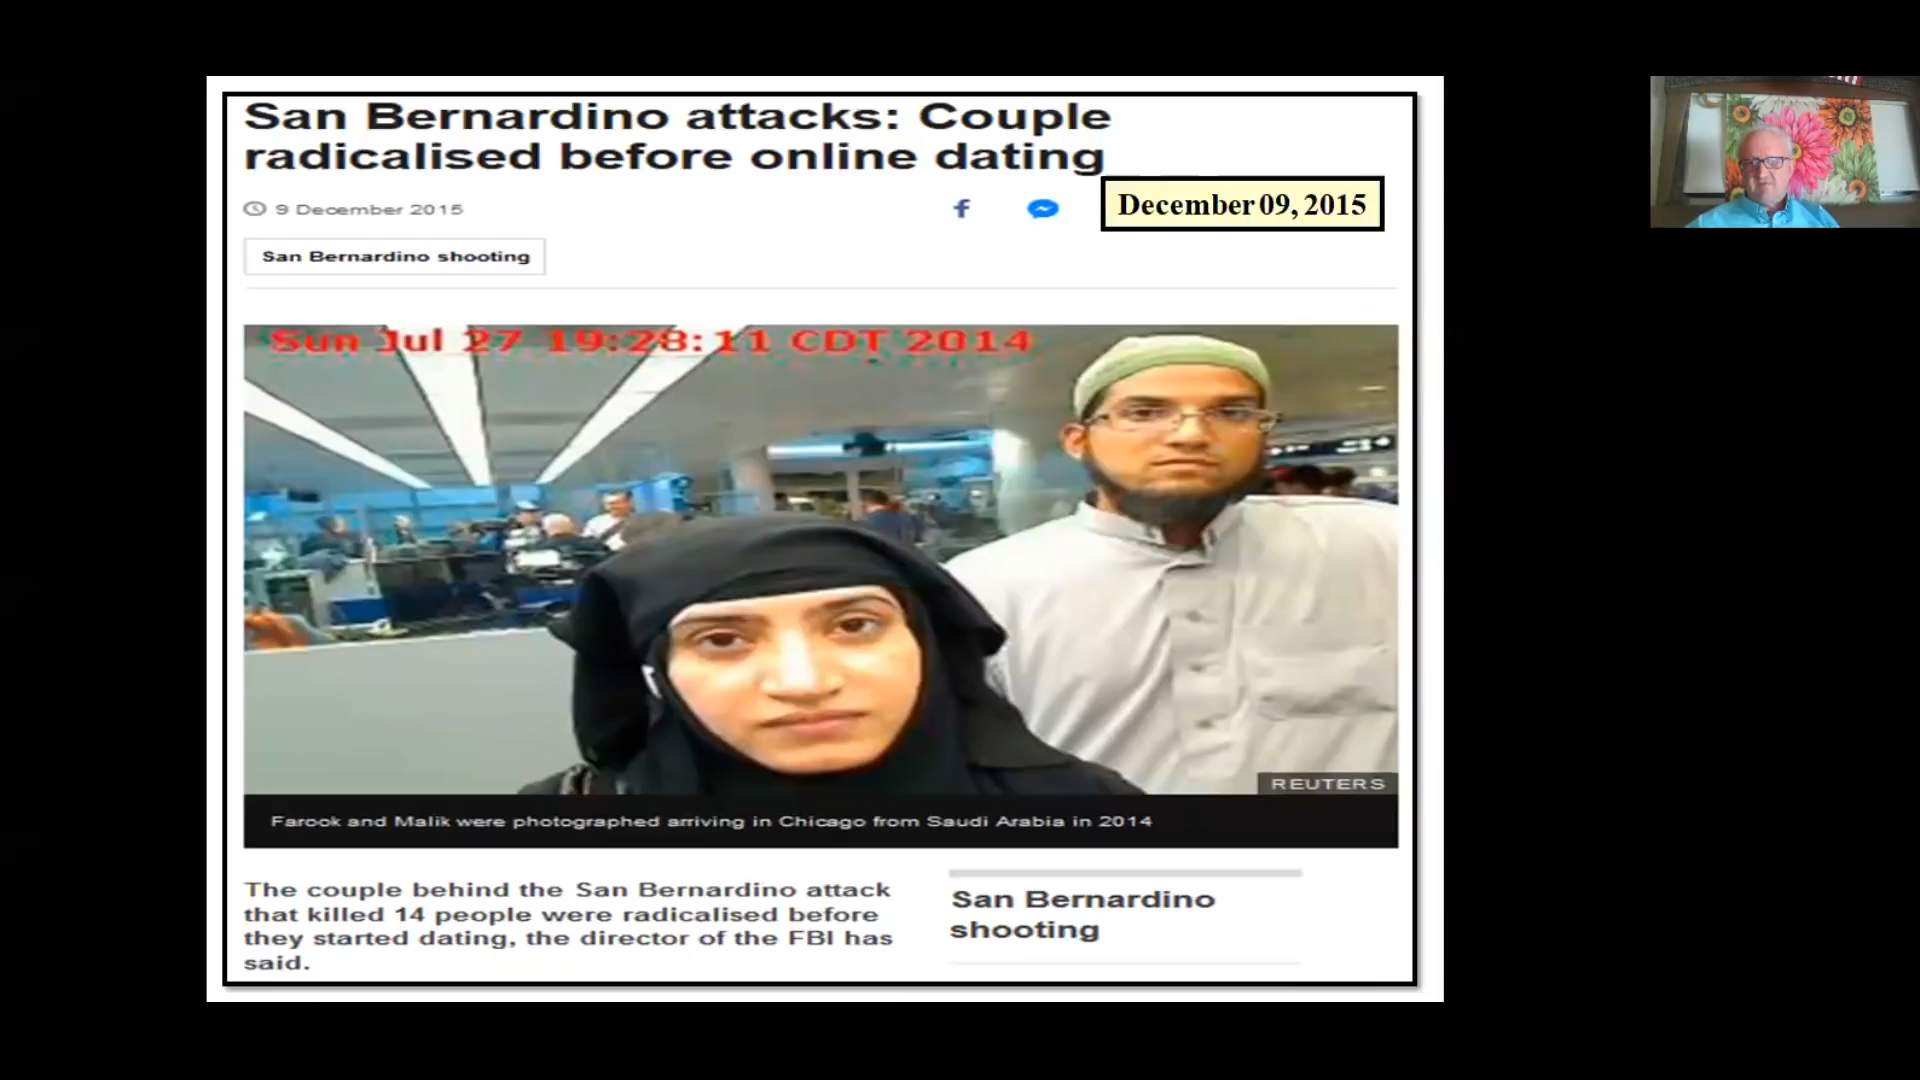 San Bernardino attacks: Couple
radicalised before online dating
9 December 2015
December 09, 2015
San Bernardino shooting
Sun Jul 27 19:28:11 CDT 2014
REUTERS
Farook and Malik were photographed arriving in Chicago from Saudi Arabia in 2014
The couple behind the San Bernardino attack
that killed 14 people were radicalised before
they started dating, the director of the FBI has
said.
San Bernardino
shooting